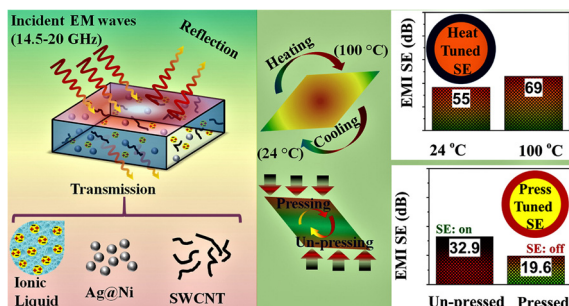 Incident EM waves
(14.5-20 GHz)
Reflection
Transmission
Ionic
Liquid
Ag@Ni
SWCNT
Heating
(100 °C)
Cooling
(24 °C)
Pressing
Un-pressing
EMI SE (dB)
Heat
Tuned
SE
55
69
24 °C
100 °C
EMI SE (dB)
Press
Tuned
SE
SE: on
32.9
SE: off
19.6
Un-pressed
Pressed